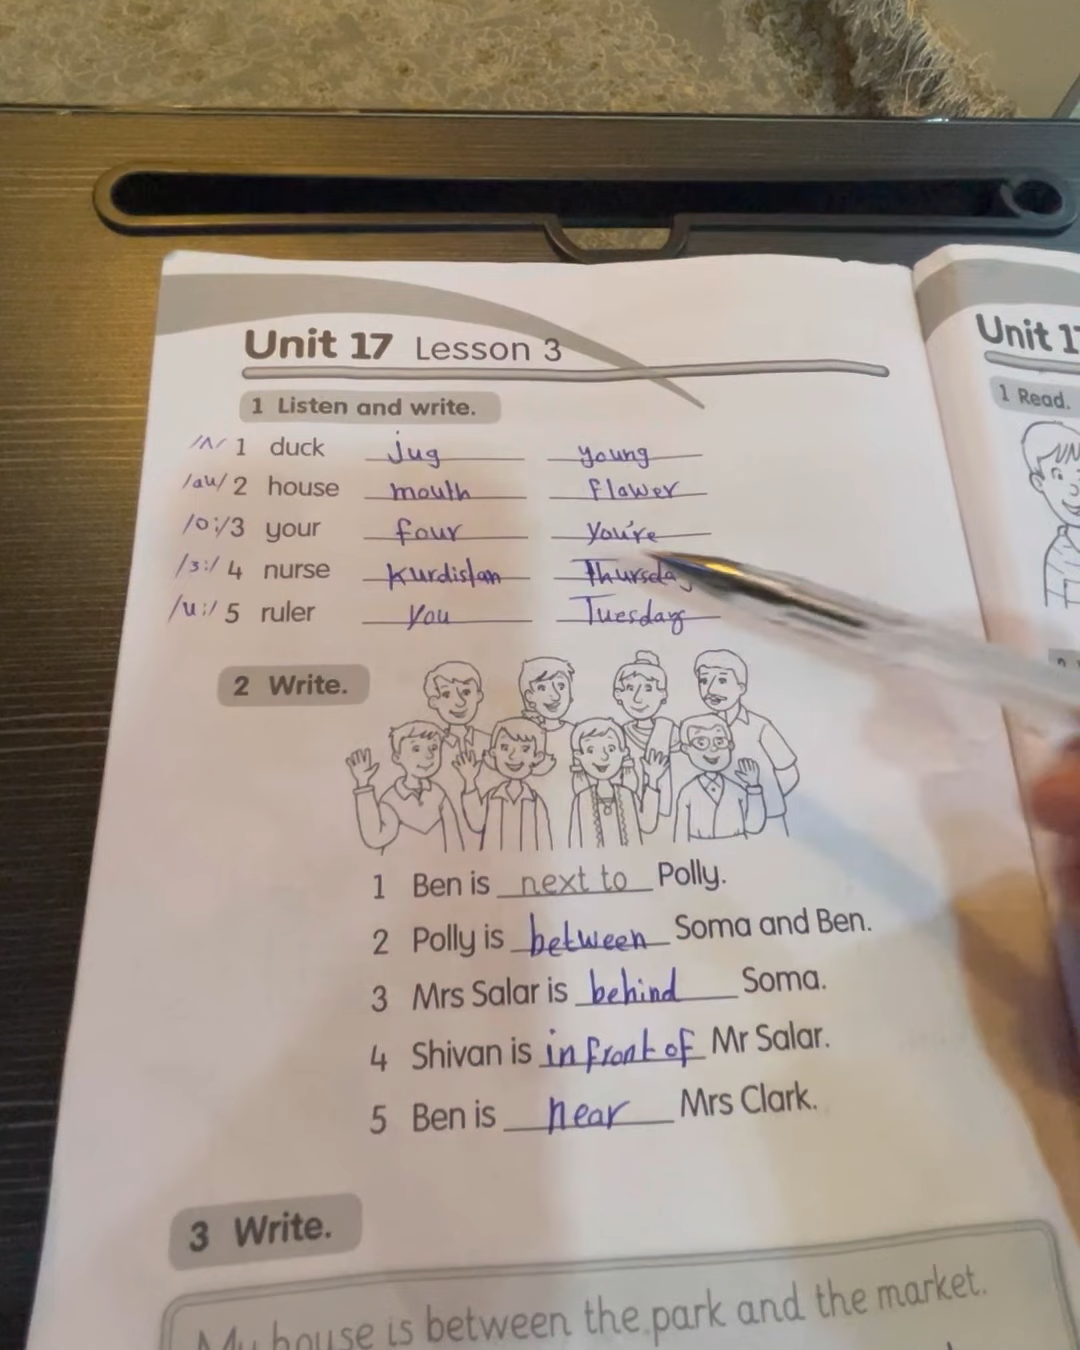 Unit 17 Lesson 3
Unit 1
1 Listen and write.
1 Read.
/ʌ/ 1 duck jug young
/au/ 2 house mouth flower
/o:/ 3 your four you're
/ɜ:/ 4 nurse Kurdistan Thursda
/u:/ 5 ruler You Tuesday
2 Write.
1 Ben is next to Polly.
2 Polly is between Soma and Ben.
3 Mrs Salar is behind Soma.
4 Shivan is in front of Mr Salar.
5 Ben is near Mrs Clark.
3 Write.
My house is between the park and the market.